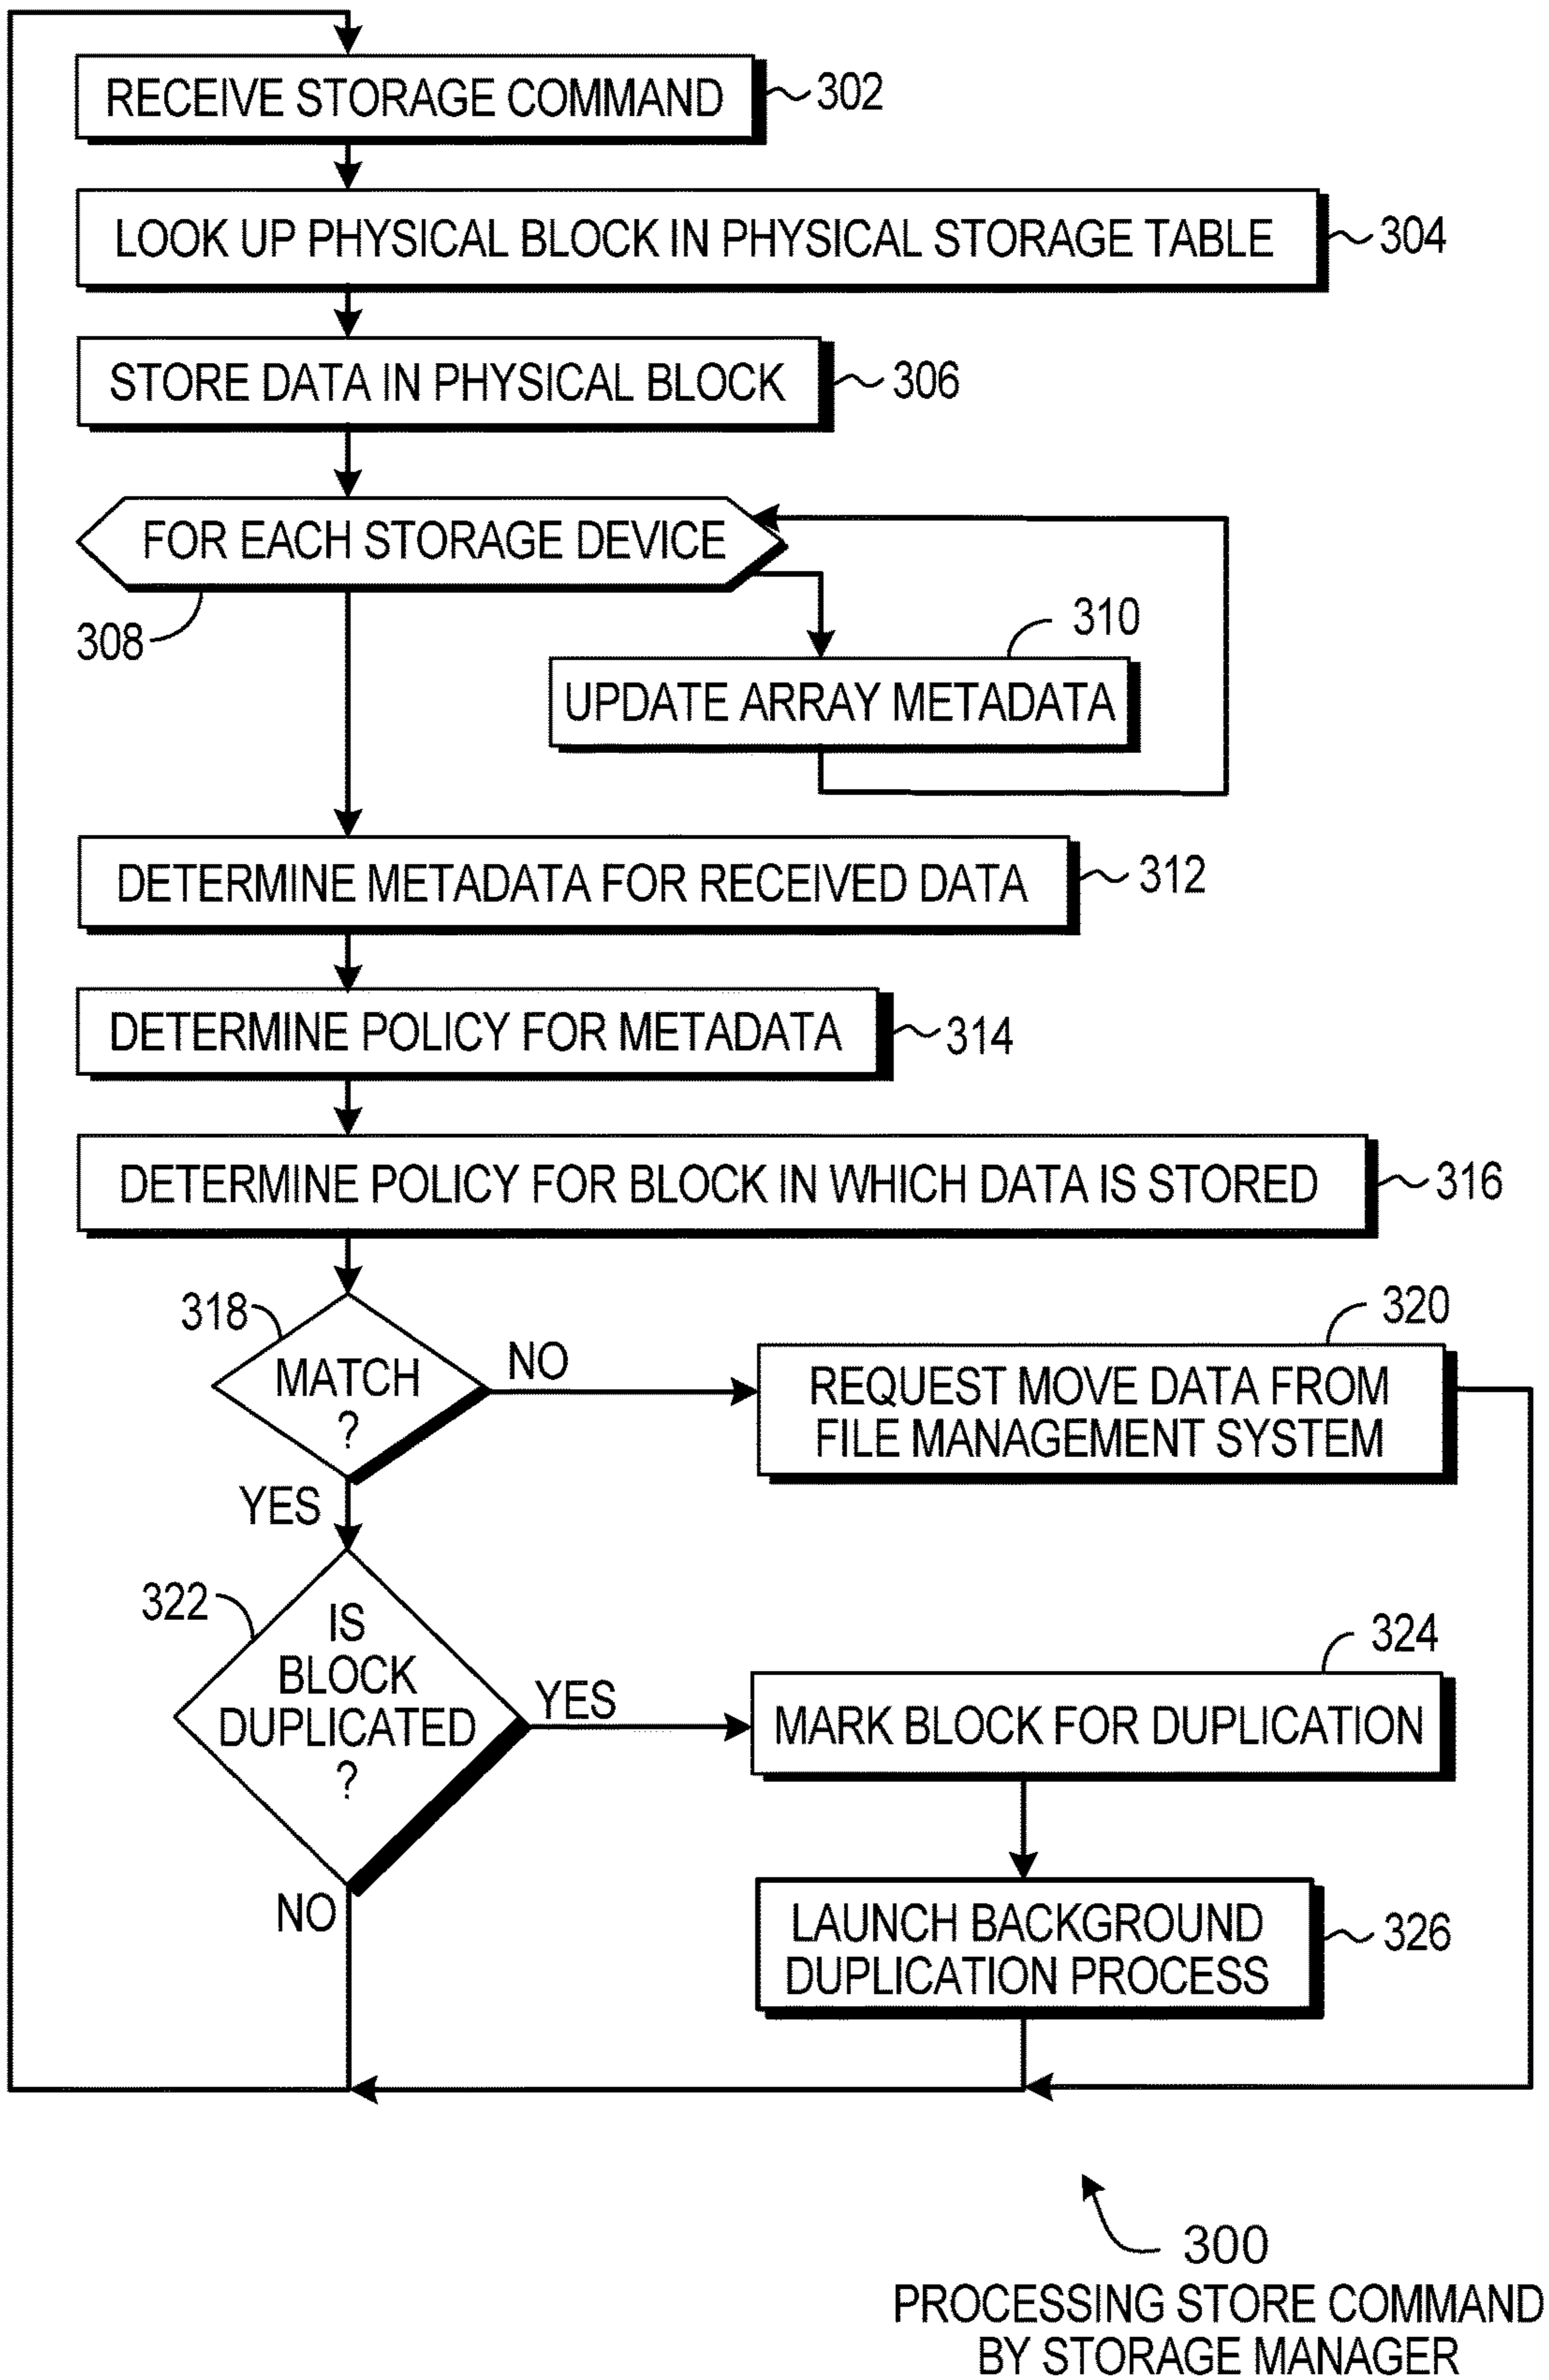 RECEIVE STORAGE COMMAND
302
LOOK UP PHYSICAL BLOCK IN PHYSICAL STORAGE TABLE
304
STORE DATA IN PHYSICAL BLOCK
306
FOR EACH STORAGE DEVICE
308
310
UPDATE ARRAY METADATA
DETERMINE METADATA FOR RECEIVED DATA
312
DETERMINE POLICY FOR METADATA
314
DETERMINE POLICY FOR BLOCK IN WHICH DATA IS STORED
316
318
MATCH
?
NO
320
REQUEST MOVE DATA FROM
FILE MANAGEMENT SYSTEM
YES
322
IS
BLOCK
DUPLICATED
?
YES
324
MARK BLOCK FOR DUPLICATION
NO
LAUNCH BACKGROUND
DUPLICATION PROCESS
326
300
PROCESSING STORE COMMAND
BY STORAGE MANAGER